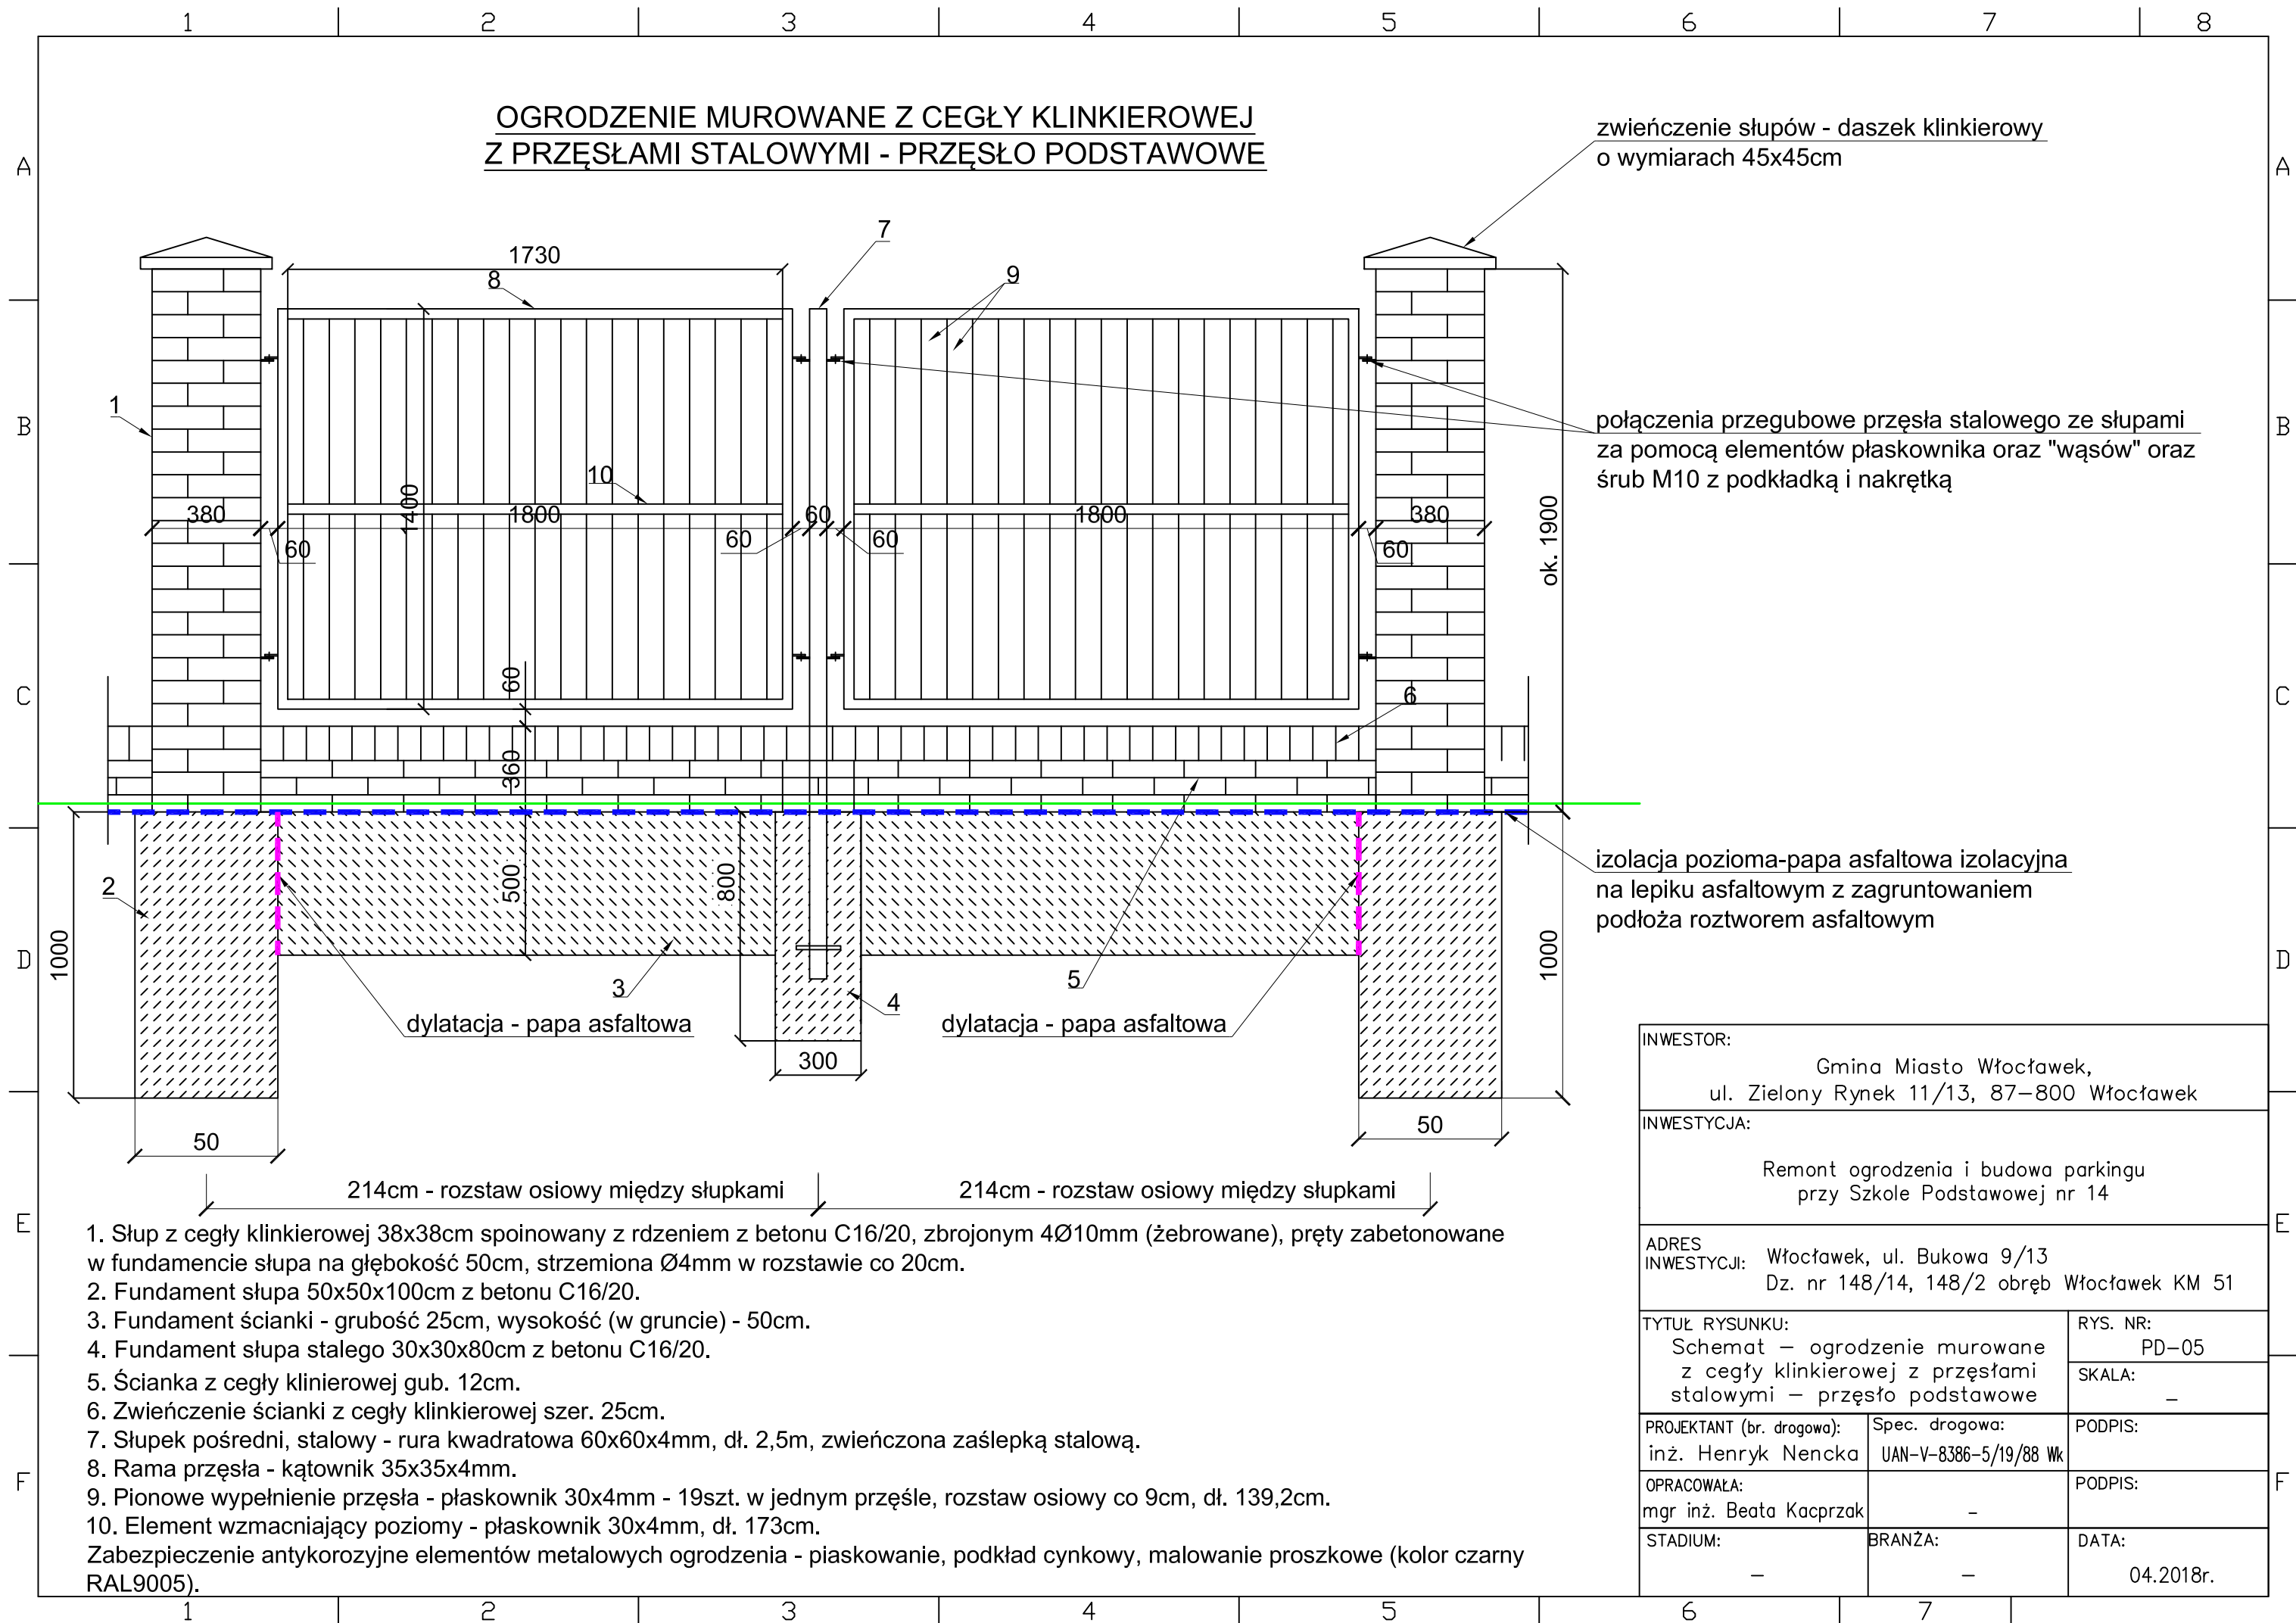 1 2 3 4 5 6 7 8
OGRODZENIE MUROWANE Z CEGŁY KLINKIEROWEJ
Z PRZĘSŁAMI STALOWYMI - PRZĘSŁO PODSTAWOWE
zwieńczenie słupów - daszek klinkierowy
o wymiarach 45x45cm
A
A
7
1730
8
9
B
B
1
połączenia przegubowe przęsła stalowego ze słupami
za pomocą elementów płaskownika oraz "wąsów" oraz
śrub M10 z podkładką i nakrętką
10
380
1400
1800
60
1800
380
60
60
60
60
ok. 1900
C
C
60
6
360
izolacja pozioma-papa asfaltowa izolacyjna
na lepiku asfaltowym z zagruntowaniem
podłoża roztworem asfaltowym
2
500
800
D
D
1000
1000
3
5
4
dylatacja - papa asfaltowa
dylatacja - papa asfaltowa
300
50
50
214cm - rozstaw osiowy między słupkami
214cm - rozstaw osiowy między słupkami
E
E
1. Słup z cegły klinkierowej 38x38cm spoinowany z rdzeniem z betonu C16/20, zbrojonym 4Ø10mm (żebrowane), pręty zabetonowane
w fundamencie słupa na głębokość 50cm, strzemiona Ø4mm w rozstawie co 20cm.
2. Fundament słupa 50x50x100cm z betonu C16/20.
3. Fundament ścianki - grubość 25cm, wysokość (w gruncie) - 50cm.
4. Fundament słupa stalego 30x30x80cm z betonu C16/20.
5. Ścianka z cegły klinierowej gub. 12cm.
6. Zwieńczenie ścianki z cegły klinkierowej szer. 25cm.
7. Słupek pośredni, stalowy - rura kwadratowa 60x60x4mm, dł. 2,5m, zwieńczona zaślepką stalową.
8. Rama przęsła - kątownik 35x35x4mm.
9. Pionowe wypełnienie przęsła - płaskownik 30x4mm - 19szt. w jednym przęśle, rozstaw osiowy co 9cm, dł. 139,2cm.
10. Element wzmacniający poziomy - płaskownik 30x4mm, dł. 173cm.
Zabezpieczenie antykorozyjne elementów metalowych ogrodzenia - piaskowanie, podkład cynkowy, malowanie proszkowe (kolor czarny
RAL9005).
F
F
INWESTOR:
Gmina Miasto Włocławek,
ul. Zielony Rynek 11/13, 87-800 Włocławek
INWESTYCJA:
Remont ogrodzenia i budowa parkingu
przy Szkole Podstawowej nr 14
ADRES
INWESTYCJI:
Włocławek, ul. Bukowa 9/13
Dz. nr 148/14, 148/2 obręb Włocławek KM 51
TYTUŁ RYSUNKU:
Schemat - ogrodzenie murowane
z cegły klinkierowej z przęsłami
stalowymi - przęsło podstawowe
RYS. NR:
PD-05
SKALA:
-
PROJEKTANT (br. drogowa):
inż. Henryk Nencka
Spec. drogowa:
UAN-V-8386-5/19/88 Wk
PODPIS:
OPRACOWAŁA:
mgr inż. Beata Kacprzak
-
PODPIS:
STADIUM:
-
BRANŻA:
-
DATA:
04.2018r.
1 2 3 4 5 6 7